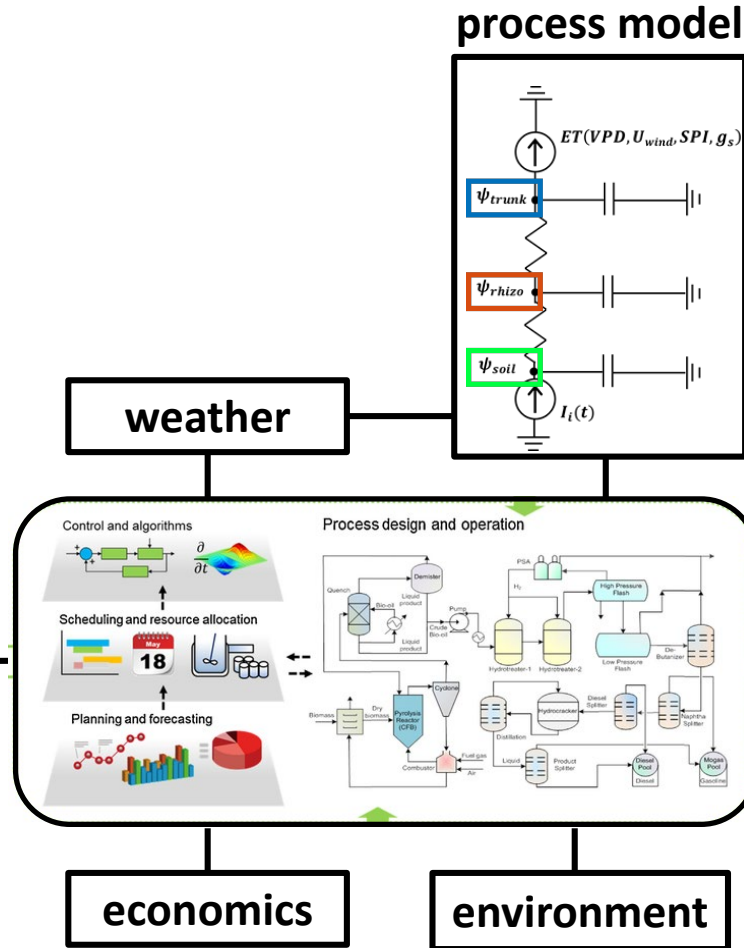 process model
ET(VPD, U_wind, SPI, g_s)
ψ_trunk
ψ_rhizo
ψ_soil
I_i(t)
weather
Control and algorithms
+
+
∂
∂t
Scheduling and resource allocation
May
18
Planning and forecasting
=
Process design and operation
PSA
H₂
Demister
Quench
Liquid
product
Bio-oil
Liquid
product
Pump
Crude
Bio-oil
High Pressure
Flash
Low Pressure
Flash
De-
Butanizer
Hydrotreater-1
Hydrotreater-2
Cyclone
Biomass
Dry
biomass
Pyrolysis
Reactor
(CFB)
Combustor
Fuel gas
Air
Distillation
Hydrocracker
Diesel
Splitter
Naphtha
Splitter
Liquid
Product
Splitter
Diesel
Pool
Diesel
Mogas
Pool
Gasoline
economics
environment